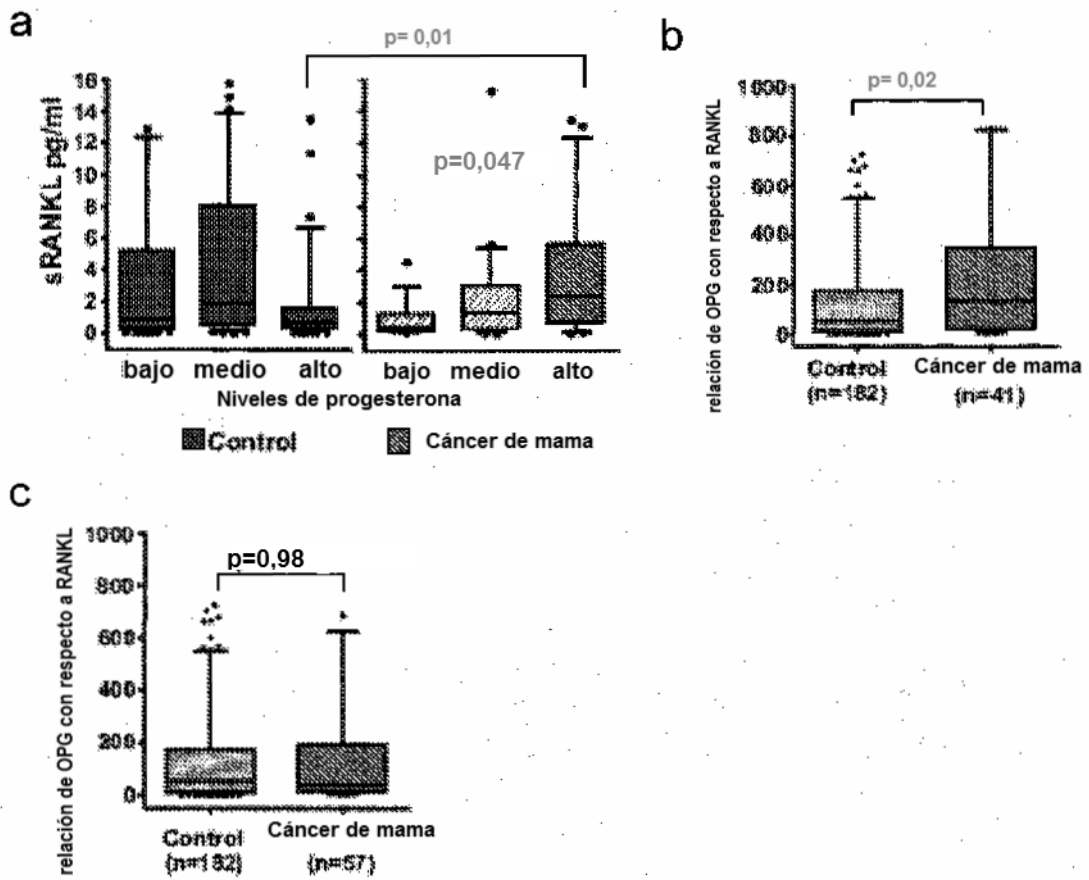 a
p= 0,01
sRANKL pg/ml
16
14
12
10
8
6
4
2
0
p=0,047
bajo medio alto bajo medio alto
Niveles de progesterona
Control Cáncer de mama
b
p= 0,02
relación de OPG con respecto a RANKL
1000
800
600
400
200
0
Control Cáncer de mama
(n=182) (n=41)
c
p=0,98
relación de OPG con respecto a RANKL
1000
800
600
400
200
0
Control Cáncer de mama
(n=182) (n=57)